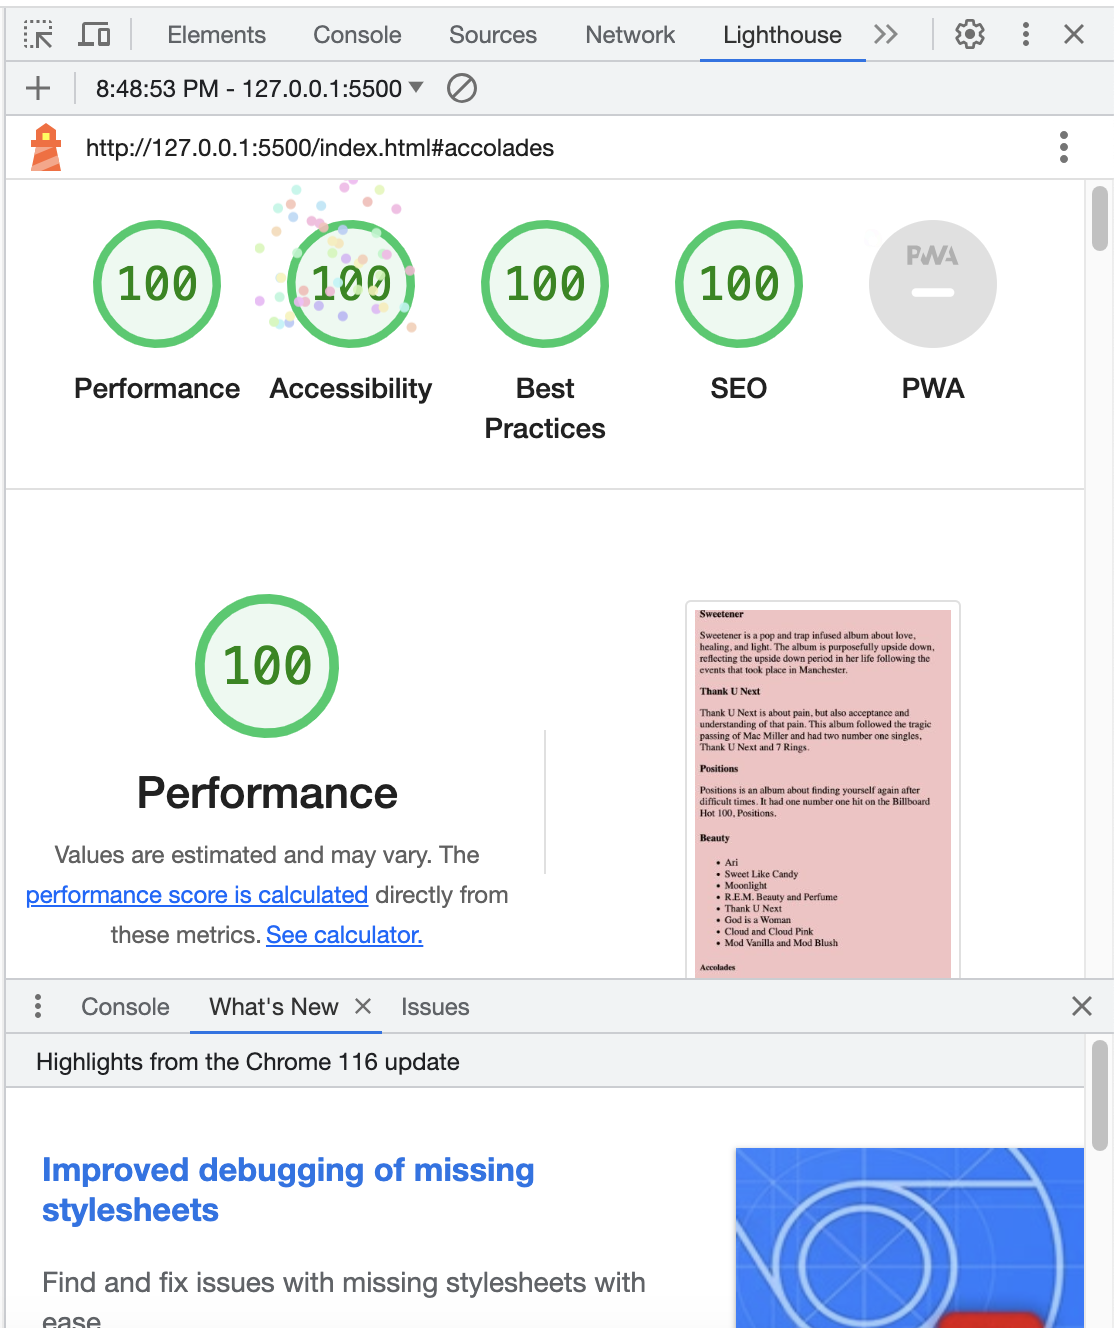 Elements Console Sources Network Lighthouse
8:48:53 PM - 127.0.0.1:5500
http://127.0.0.1:5500/index.html#accolades
100 100 100 100 PWA
Performance Accessibility Best Practices SEO PWA
100
Performance
Values are estimated and may vary. The
performance score is calculated directly from
these metrics. See calculator.
Sweetener
Sweetener is a pop and trap infused album about love,
healing, and light. The album is purposefully upside down,
reflecting the upside down period in her life following the
events that took place in Manchester.
Thank U Next
Thank U Next is about pain, but also acceptance and
understanding of that pain. This album followed the tragic
passing of Mac Miller and had two number one singles,
Thank U Next and 7 Rings.
Positions
Positions is an album about finding yourself again after
difficult times. It had one number one hit on the Billboard
Hot 100, Positions.
Beauty
• Ari
• Sweet Like Candy
• Moonlight
• R.E.M. Beauty and Perfume
• Thank U Next
• God is a Woman
• Cloud and Cloud Pink
• Mod Vanilla and Mod Blush
Accolades
Console What's New Issues
Highlights from the Chrome 116 update
Improved debugging of missing
stylesheets
Find and fix issues with missing stylesheets with
ease